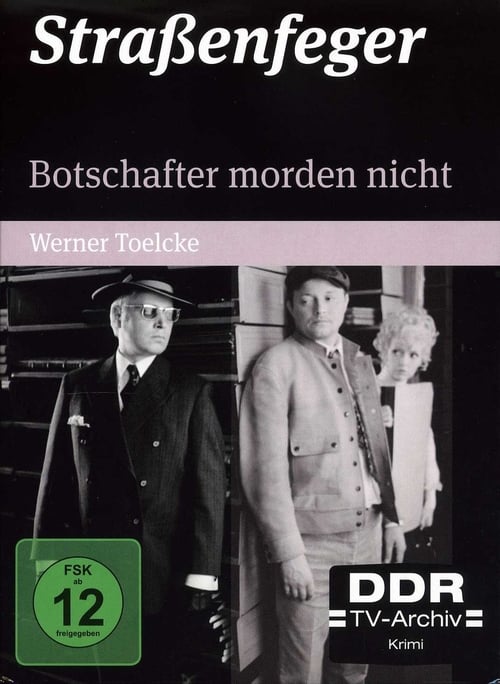 Straßenfeger
Botschafter morden nicht
Werner Toelcke
FSK
ab
12
freigegeben
DDR
TV-Archiv
Krimi